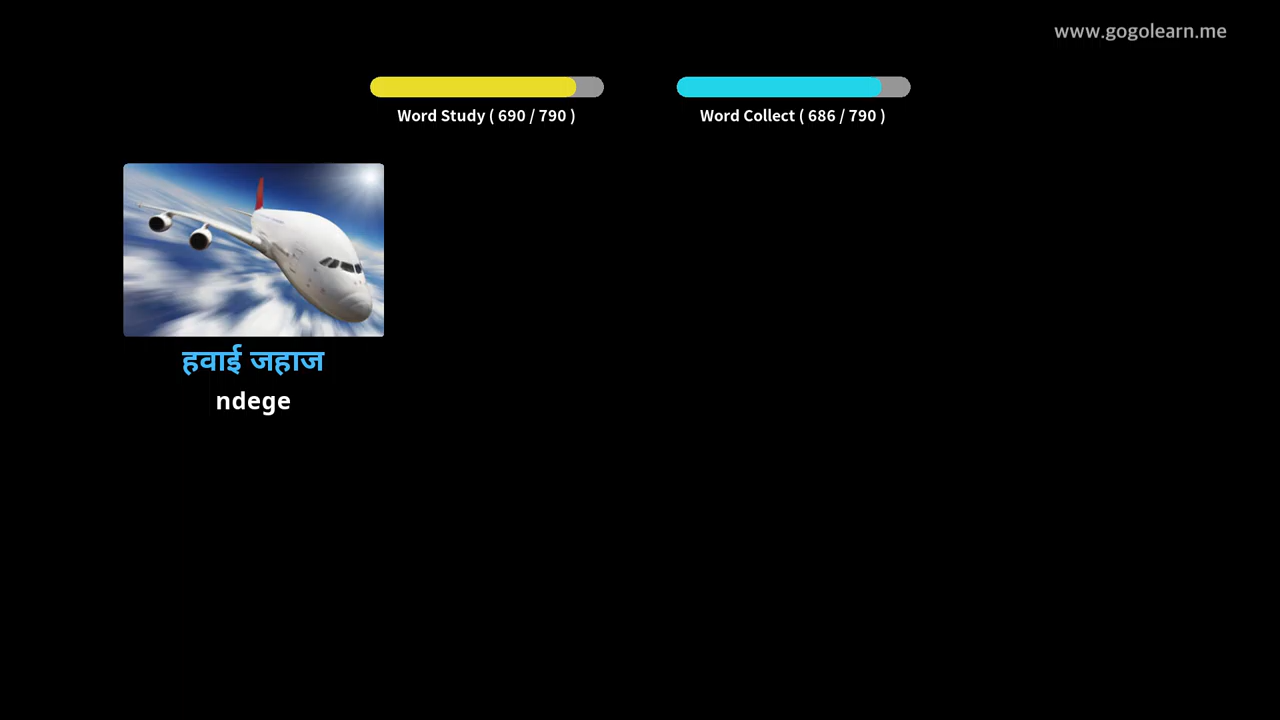 www.gogolearn.me
Word Study ( 690 / 790 )
Word Collect ( 686 / 790 )
हवाई जहाज
ndege